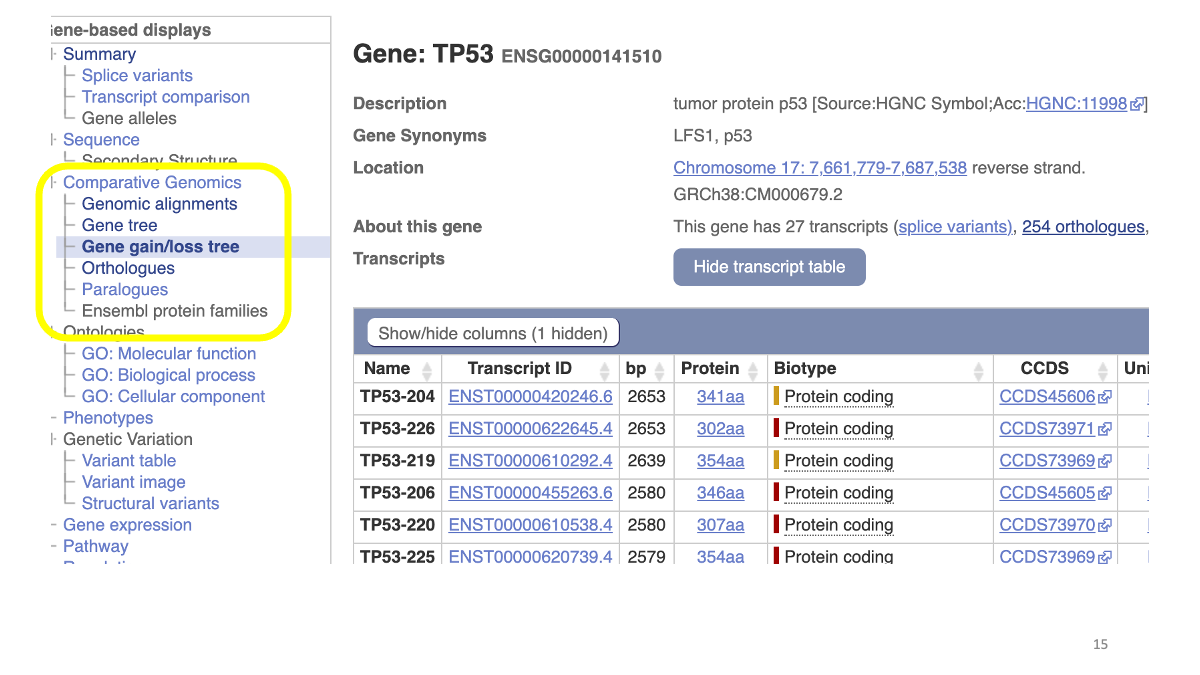 Gene-based displays
Summary
Splice variants
Transcript comparison
Gene alleles
Sequence
Secondary Structure
Comparative Genomics
Genomic alignments
Gene tree
Gene gain/loss tree
Orthologues
Paralogues
Ensembl protein families
Ontologies
GO: Molecular function
GO: Biological process
GO: Cellular component
Phenotypes
Genetic Variation
Variant table
Variant image
Structural variants
Gene expression
Pathway
Gene: TP53 ENSG00000141510
Description tumor protein p53 [Source:HGNC Symbol;Acc:HGNC:11998]
Gene Synonyms LFS1, p53
Location Chromosome 17: 7,661,779-7,687,538 reverse strand.
GRCh38:CM000679.2
About this gene This gene has 27 transcripts (splice variants), 254 orthologues,
Transcripts Hide transcript table
Show/hide columns (1 hidden)
Name Transcript ID bp Protein Biotype CCDS Uni
TP53-204 ENST00000420246.6 2653 341aa Protein coding CCDS45606
TP53-226 ENST00000622645.4 2653 302aa Protein coding CCDS73971
TP53-219 ENST00000610292.4 2639 354aa Protein coding CCDS73969
TP53-206 ENST00000455263.6 2580 346aa Protein coding CCDS45605
TP53-220 ENST00000610538.4 2580 307aa Protein coding CCDS73970
TP53-225 ENST00000620739.4 2579 354aa Protein coding CCDS73969
15